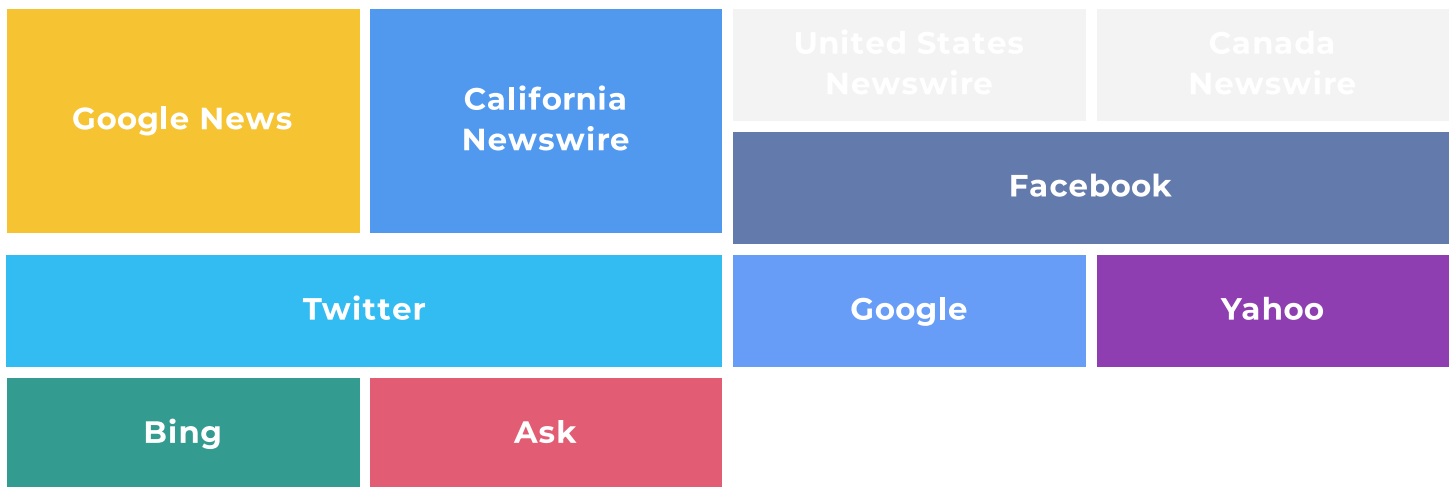 Google News
California
Newswire
United States
Newswire
Canada
Newswire
Facebook
Twitter
Google
Yahoo
Bing
Ask